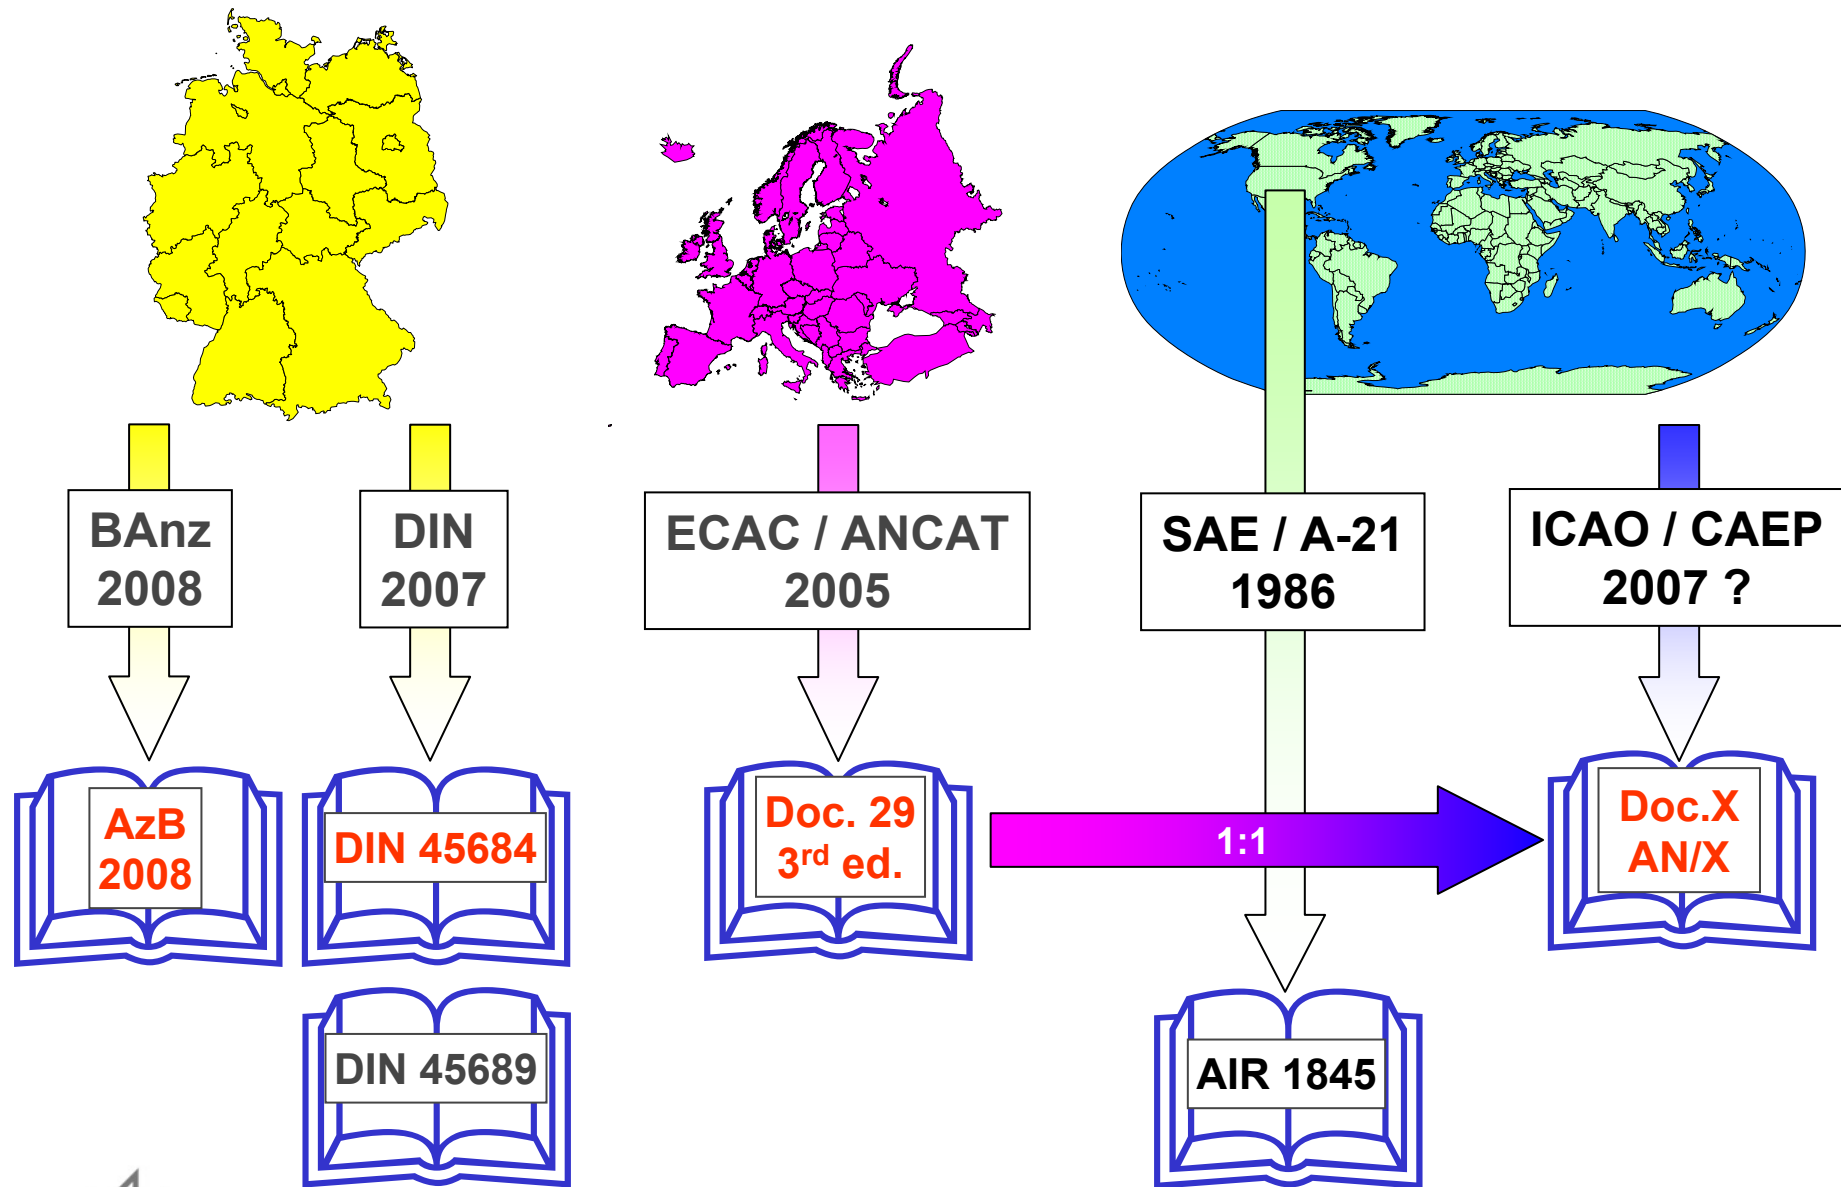 BAnz
2008
DIN
2007
ECAC / ANCAT
2005
SAE / A-21
1986
ICAO / CAEP
2007 ?
AzB
2008
DIN 45684
Doc. 29
3rd ed.
1:1
Doc.X
AN/X
DIN 45689
AIR 1845